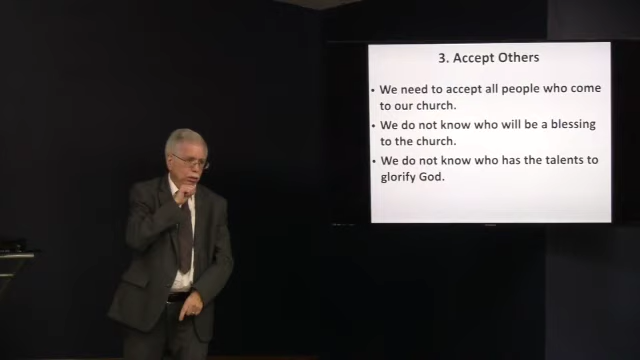 3. Accept Others
• We need to accept all people who come
to our church.
• We do not know who will be a blessing
to the church.
• We do not know who has the talents to
glorify God.